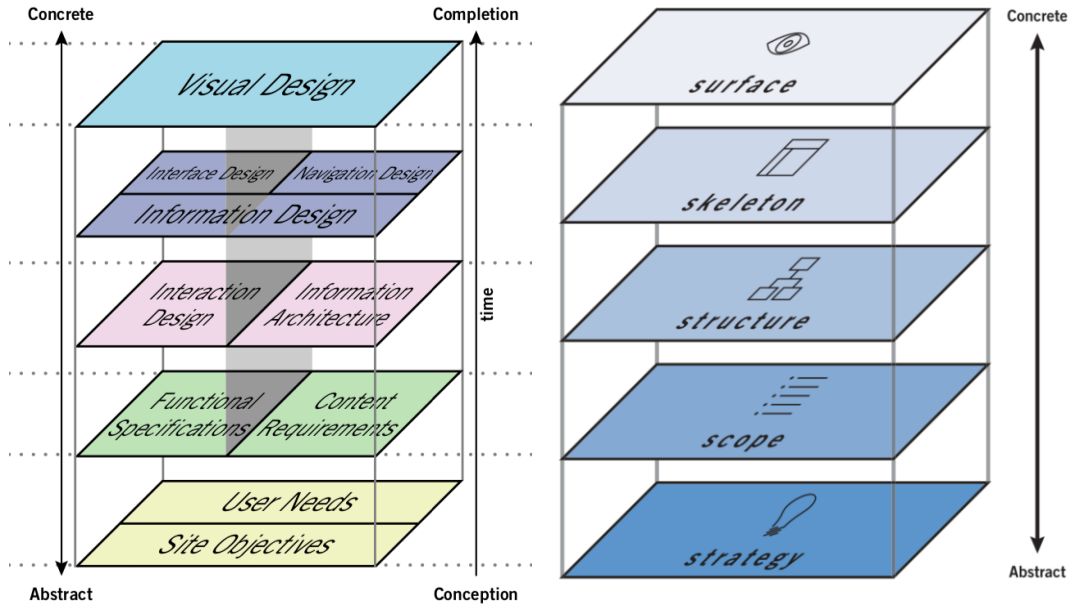 Concrete
Completion
Visual Design
Interface Design
Navigation Design
Information Design
Interaction
Design
Information
Architecture
time
Functional
Specifications
Content
Requirements
User Needs
Site Objectives
Abstract
Conception
Concrete
surface
skeleton
structure
scope
strategy
Abstract